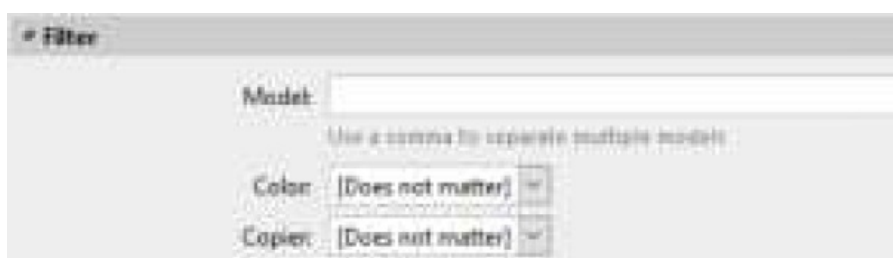 Filter
Model:
Use a comma to separate multiple models
Color: [Does not matter]
Copier: [Does not matter]